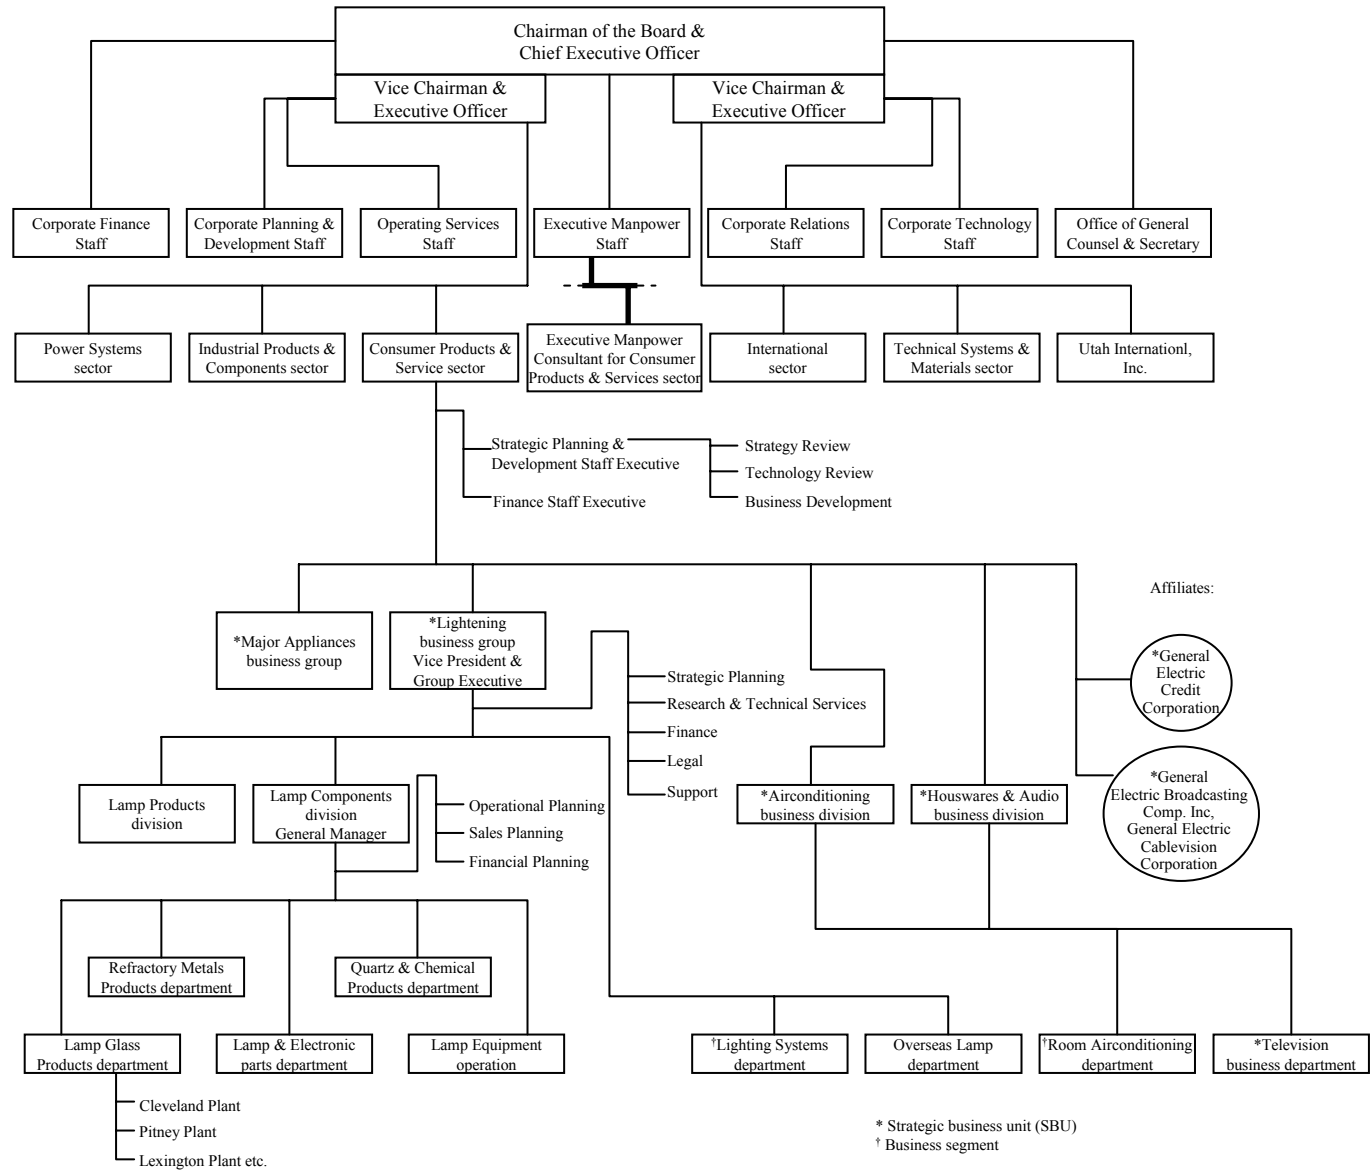 Chairman of the Board &
Chief Executive Officer
Vice Chairman &
Executive Officer
Vice Chairman &
Executive Officer
Corporate Finance
Staff
Corporate Planning &
Development Staff
Operating Services
Staff
Executive Manpower
Staff
Corporate Relations
Staff
Corporate Technology
Staff
Office of General
Counsel & Secretary
Power Systems
sector
Industrial Products &
Components sector
Consumer Products &
Service sector
Executive Manpower
Consultant for Consumer
Products & Services sector
International
sector
Technical Systems &
Materials sector
Utah Internationl,
Inc.
Strategic Planning &
Development Staff Executive
Finance Staff Executive
Strategy Review
Technology Review
Business Development
Affiliates:
*Major Appliances
business group
*Lightening
business group
Vice President &
Group Executive
Strategic Planning
Research & Technical Services
Finance
Legal
Support
*General
Electric
Credit
Corporation
Lamp Products
division
Lamp Components
division
General Manager
Operational Planning
Sales Planning
Financial Planning
*Airconditioning
business division
*Houswares & Audio
business division
*General
Electric Broadcasting
Comp. Inc,
General Electric
Cablevision
Corporation
Refractory Metals
Products department
Quartz & Chemical
Products department
Lamp Glass
Products department
Lamp & Electronic
parts department
Lamp Equipment
operation
†Lighting Systems
department
Overseas Lamp
department
†Room Airconditioning
department
*Television
business department
Cleveland Plant
Pitney Plant
Lexington Plant etc.
* Strategic business unit (SBU)
† Business segment